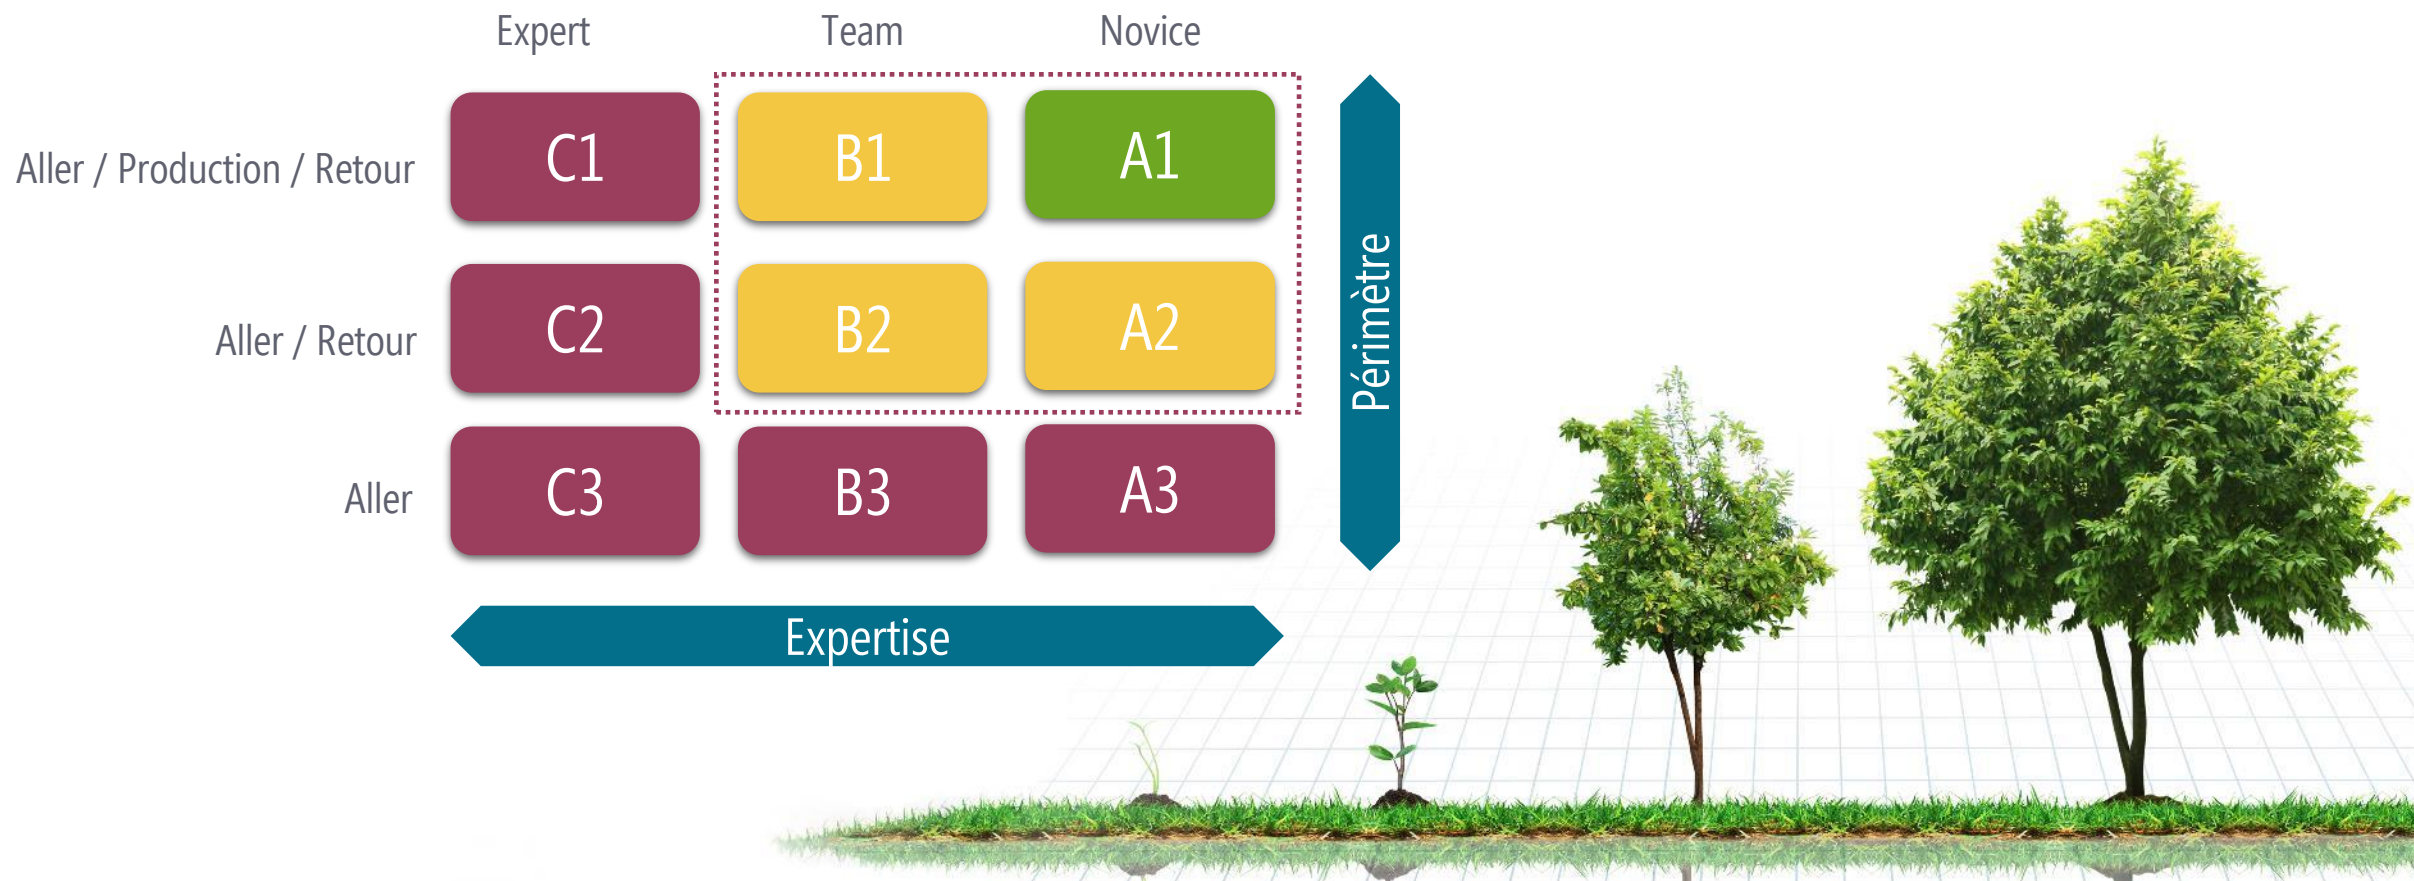 Expert Team Novice
Aller / Production / Retour C1 B1 A1
Aller / Retour C2 B2 A2
Aller C3 B3 A3
Périmètre
Expertise